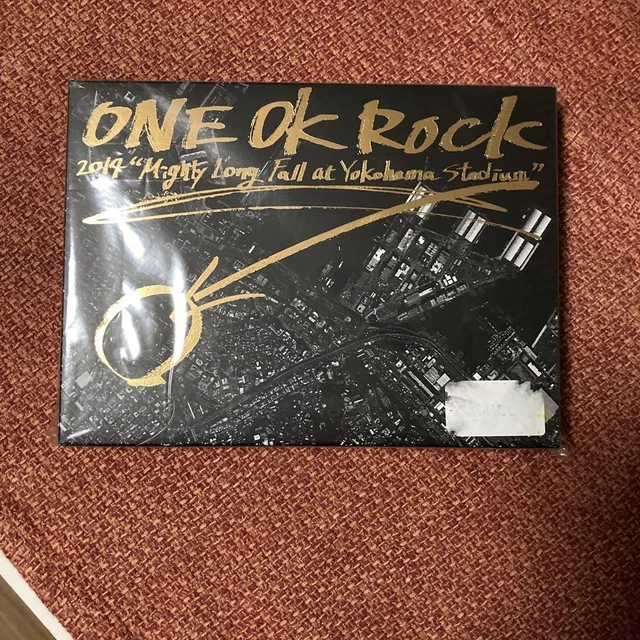 ONE OK ROCK
2014 "Mighty Long Fall at Yokohama Stadium"